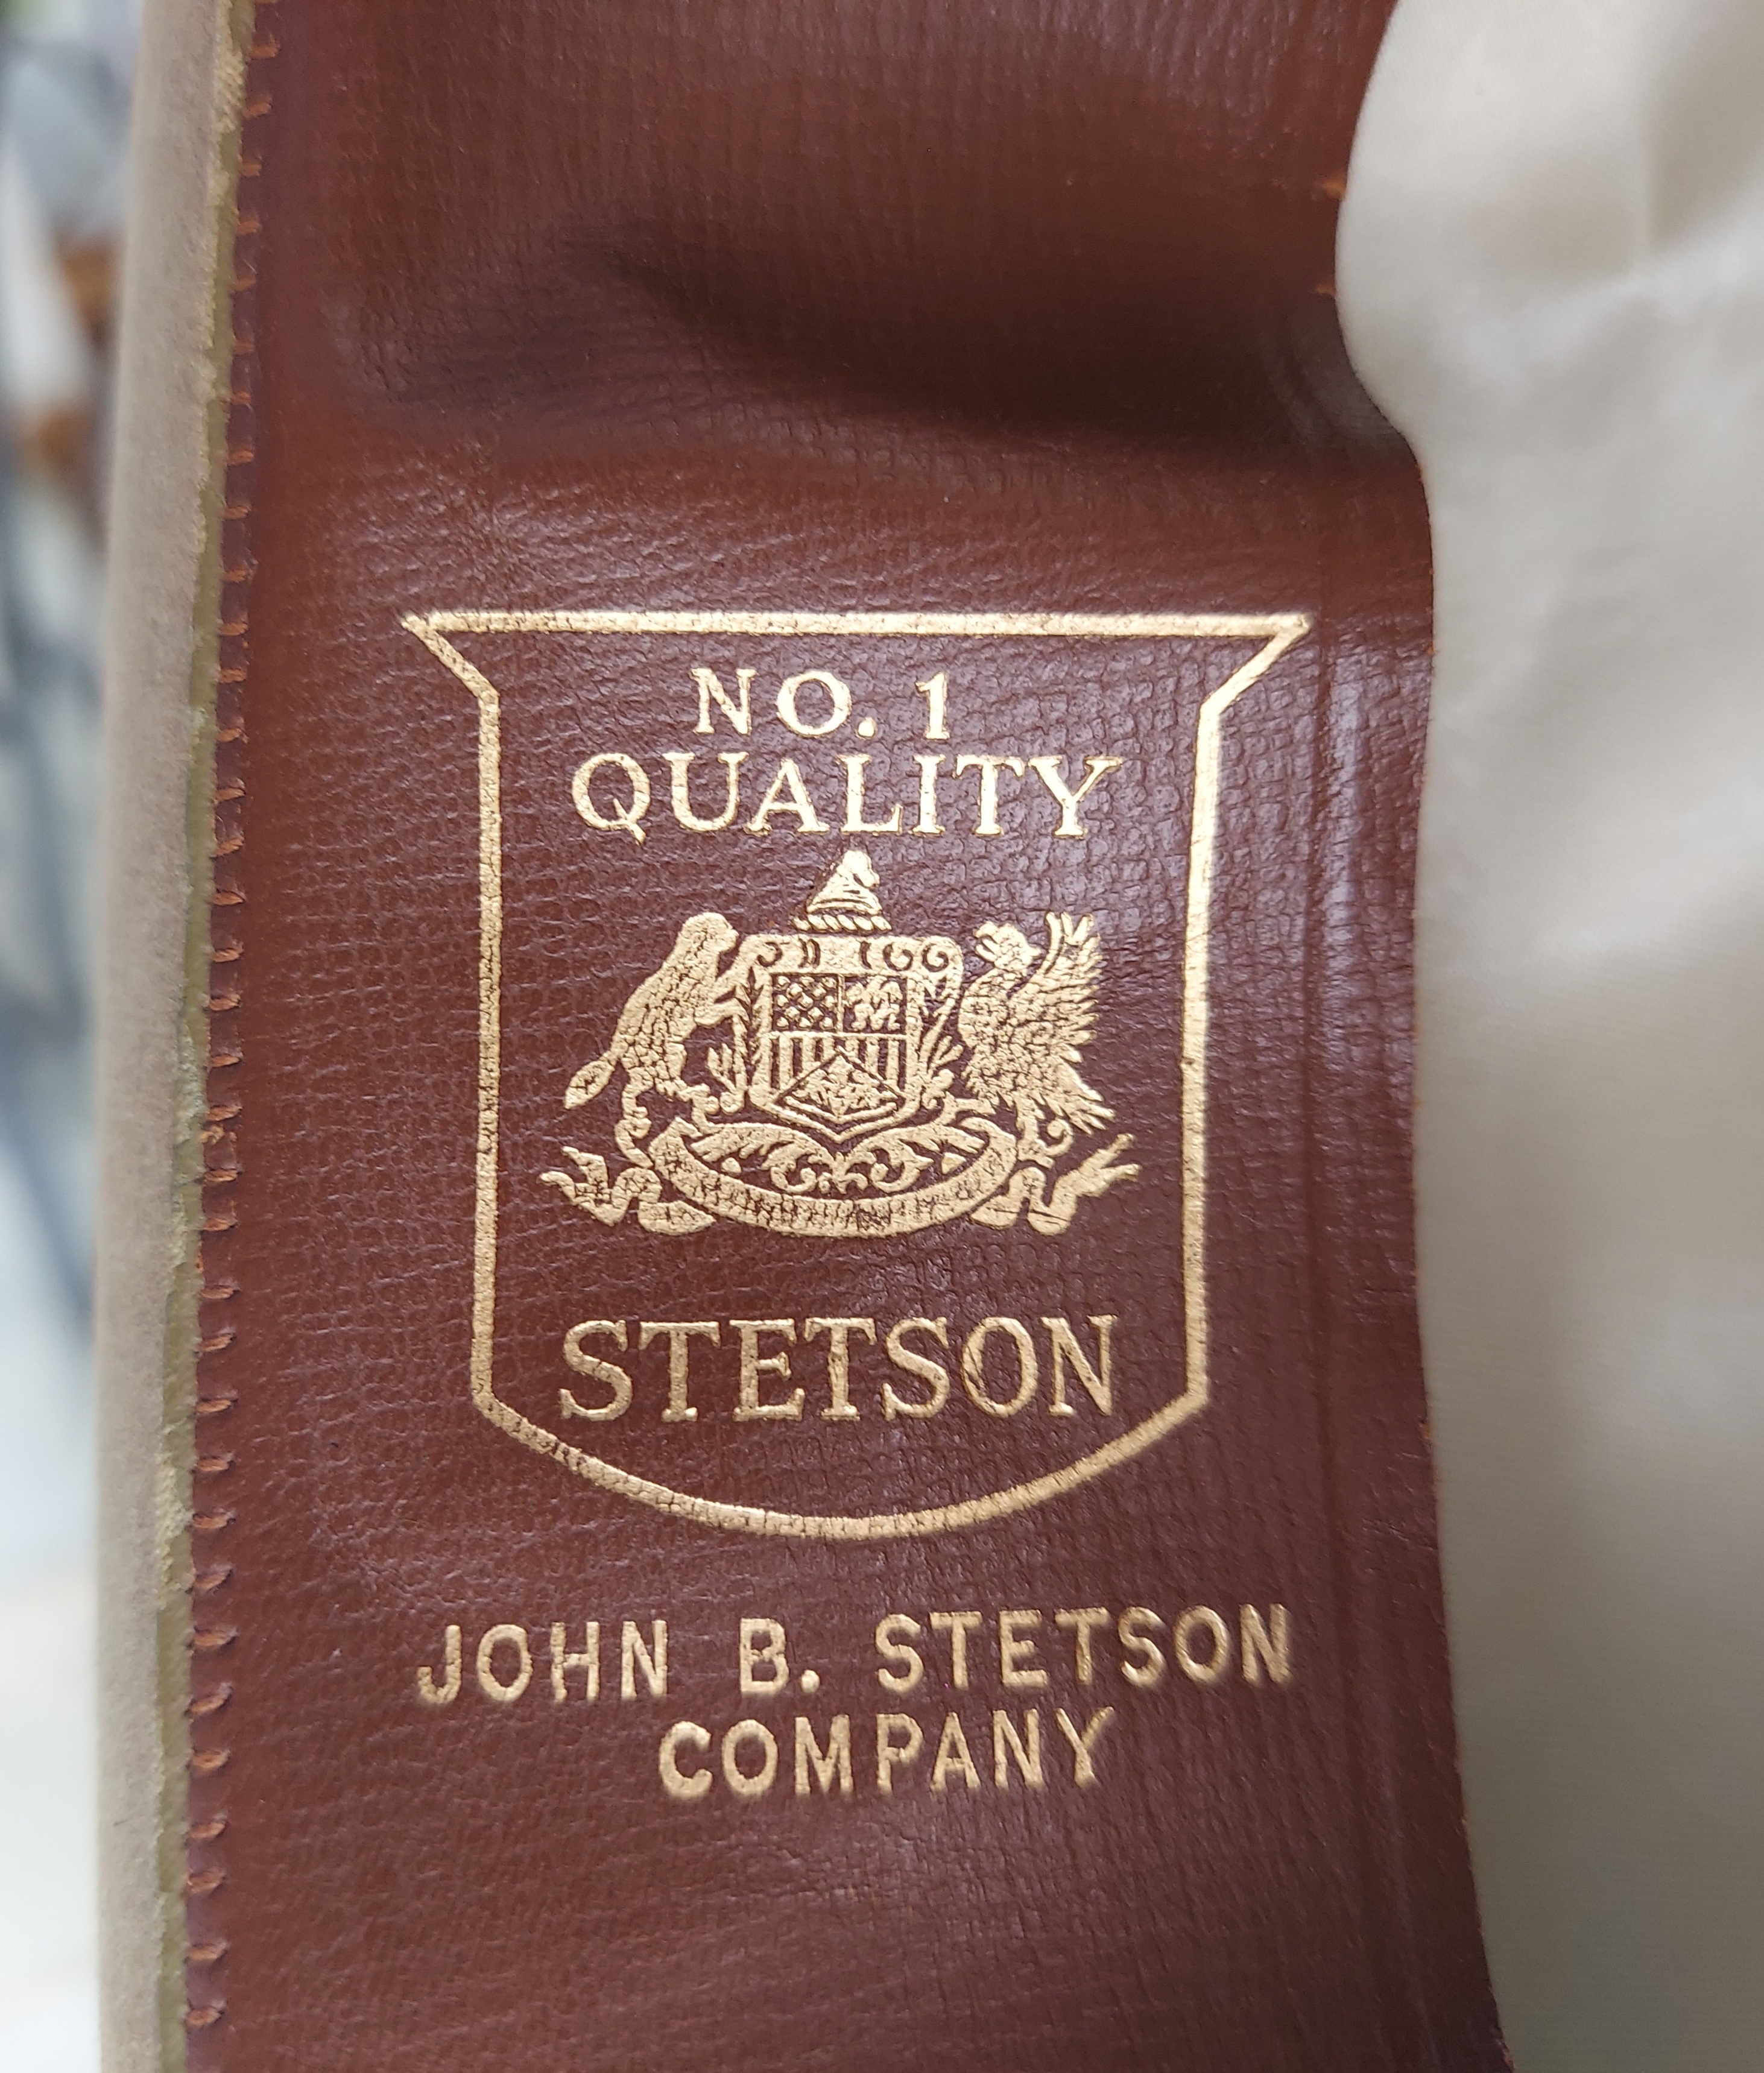 NO. 1
QUALITY
STETSON
JOHN B. STETSON
COMPANY